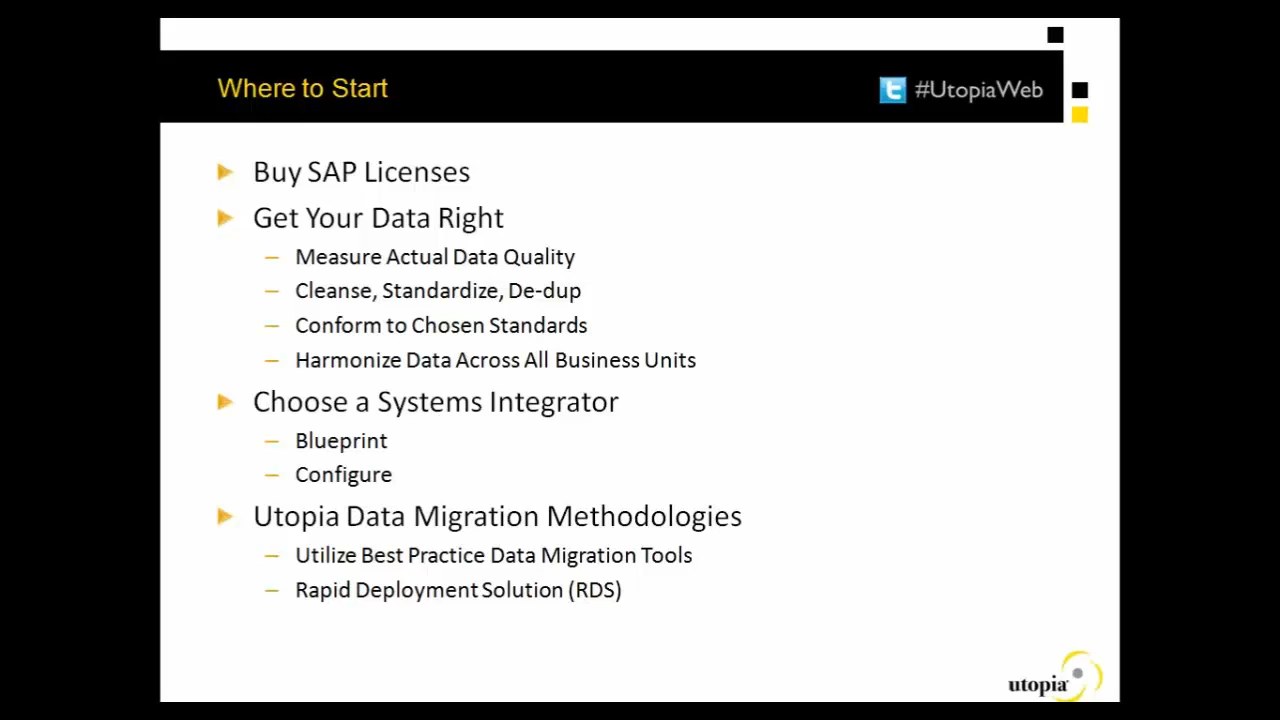 Where to Start
#UtopiaWeb
Buy SAP Licenses
Get Your Data Right
– Measure Actual Data Quality
– Cleanse, Standardize, De-dup
– Conform to Chosen Standards
– Harmonize Data Across All Business Units
Choose a Systems Integrator
– Blueprint
– Configure
Utopia Data Migration Methodologies
– Utilize Best Practice Data Migration Tools
– Rapid Deployment Solution (RDS)
utopia